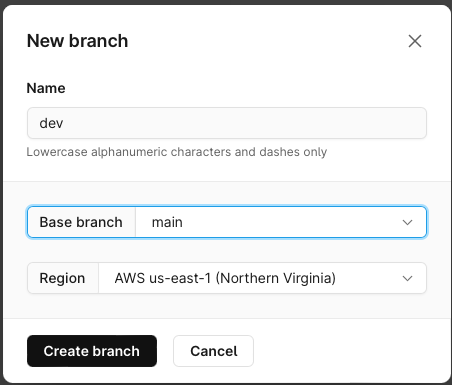 New branch
Name
dev
Lowercase alphanumeric characters and dashes only
Base branch main
Region AWS us-east-1 (Northern Virginia)
Create branch Cancel